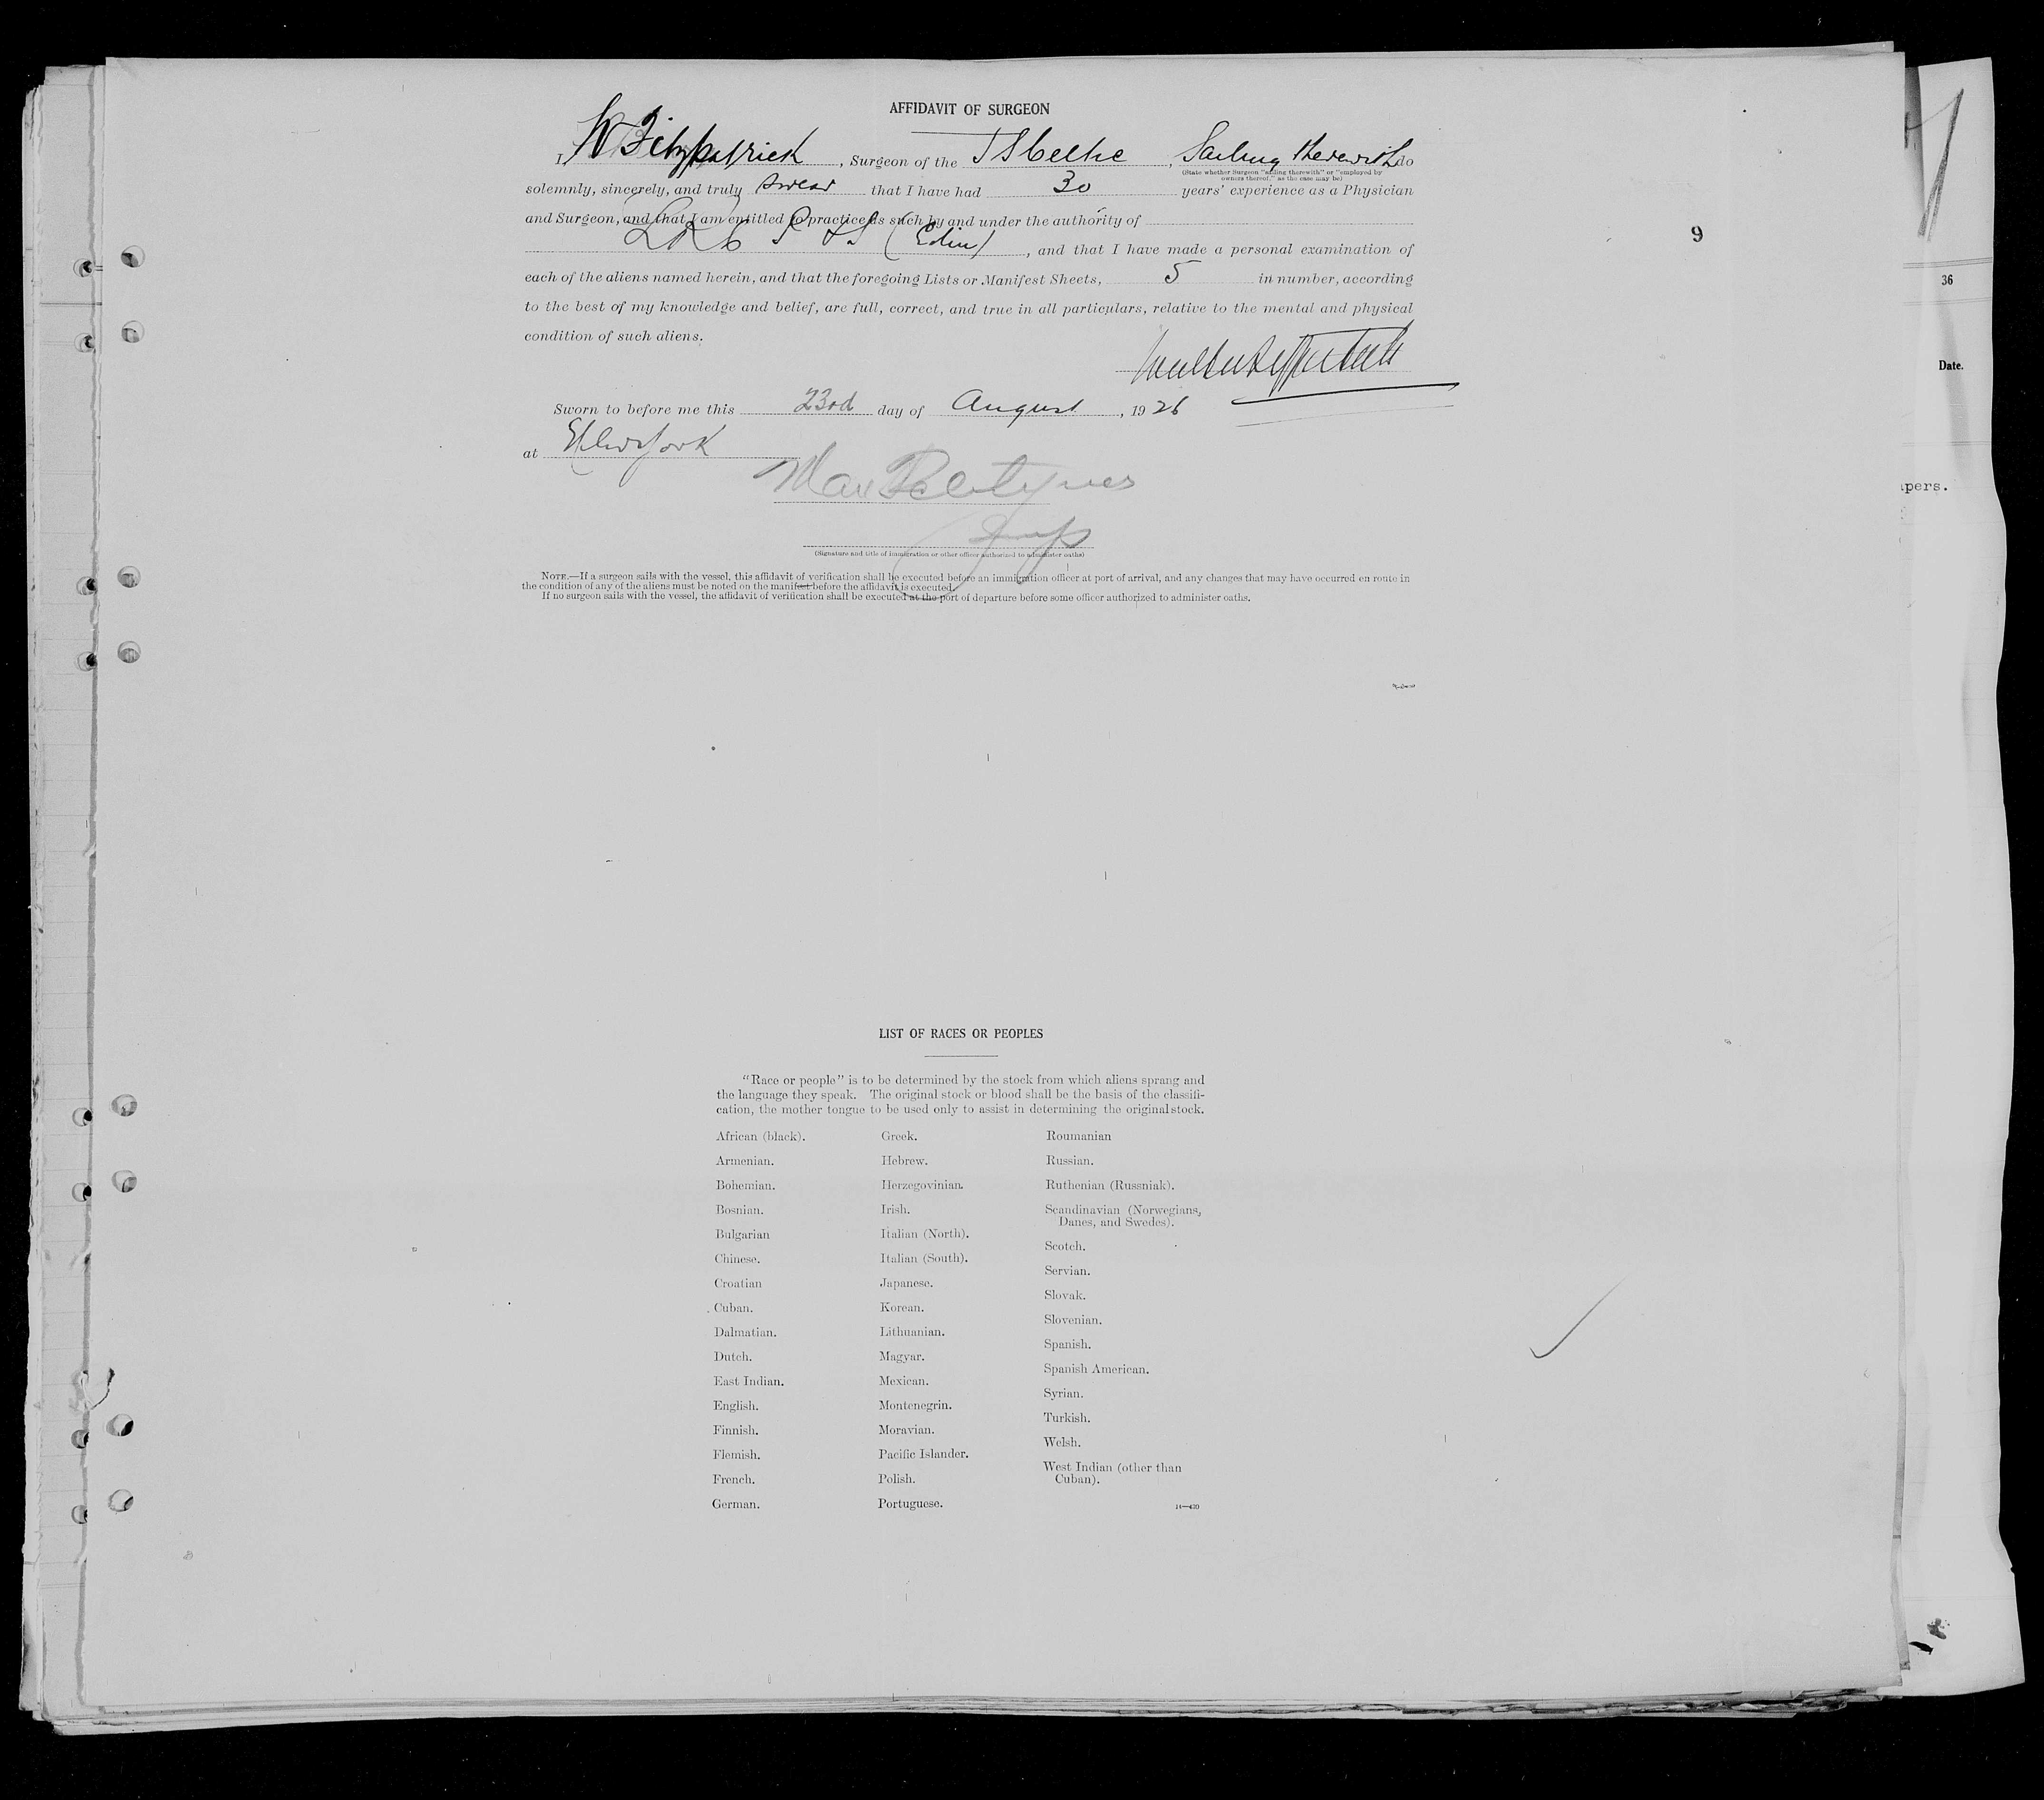 AFFIDAVIT OF SURGEON
I, W Fitzpatrick, Surgeon of the TS Celtic, Sailing therewith do
(State whether Surgeon "sailing therewith" or "employed by
owners thereof," as the case may be)
solemnly, sincerely, and truly swear that I have had 30 years' experience as a Physician
and Surgeon, and that I am entitled to practice as such by and under the authority of
LRC P & S (Edin), and that I have made a personal examination of
each of the aliens named herein, and that the foregoing Lists or Manifest Sheets, 5 in number, according
to the best of my knowledge and belief, are full, correct, and true in all particulars, relative to the mental and physical
condition of such aliens.
Sworn to before me this 23rd day of August, 1926
at New York
Max
Insp
(Signature and title of immigration or other officer authorized to administer oaths)
NOTE.—If a surgeon sails with the vessel, this affidavit of verification shall be executed before an immigration officer at port of arrival, and any changes that may have occurred en route in
the condition of any of the aliens must be noted on the manifest before the affidavit is executed.
If no surgeon sails with the vessel, the affidavit of verification shall be executed at the port of departure before some officer authorized to administer oaths.
9
36
Date.
pers.
LIST OF RACES OR PEOPLES
"Race or people" is to be determined by the stock from which aliens sprang and
the language they speak. The original stock or blood shall be the basis of the classifi-
cation, the mother tongue to be used only to assist in determining the original stock.
African (black).
Armenian.
Bohemian.
Bosnian.
Bulgarian
Chinese.
Croatian
Cuban.
Dalmatian.
Dutch.
East Indian.
English.
Finnish.
Flemish.
French.
German.
Greek.
Hebrew.
Herzegovinian.
Irish.
Italian (North).
Italian (South).
Japanese.
Korean.
Lithuanian.
Magyar.
Mexican.
Montenegrin.
Moravian.
Pacific Islander.
Polish.
Portuguese.
Roumanian
Russian.
Ruthenian (Russniak).
Scandinavian (Norwegians,
Danes, and Swedes).
Scotch.
Servian.
Slovak.
Slovenian.
Spanish.
Spanish American.
Syrian.
Turkish.
Welsh.
West Indian (other than
Cuban).
14—430